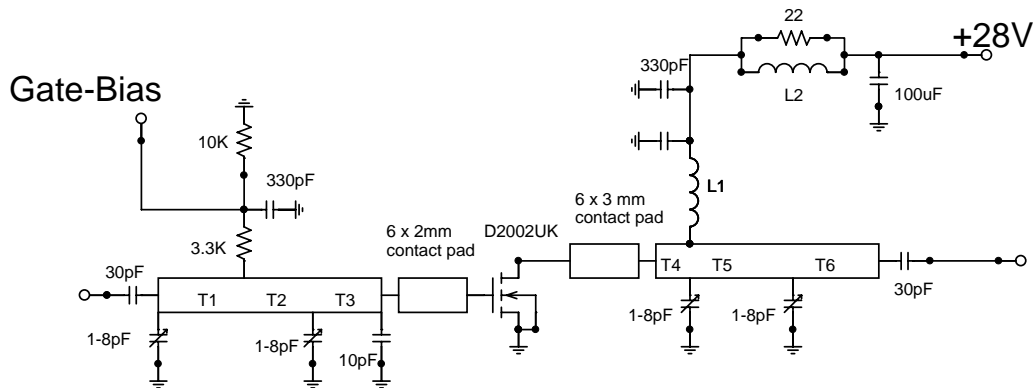 22
+28V
330pF
L2
100uF
Gate-Bias
10K
330pF
L1
6 x 3 mm
contact pad
6 x 2mm
contact pad
D2002UK
3.3K
30pF
T1
T2
T3
T4
T5
T6
30pF
1-8pF
1-8pF
10pF
1-8pF
1-8pF